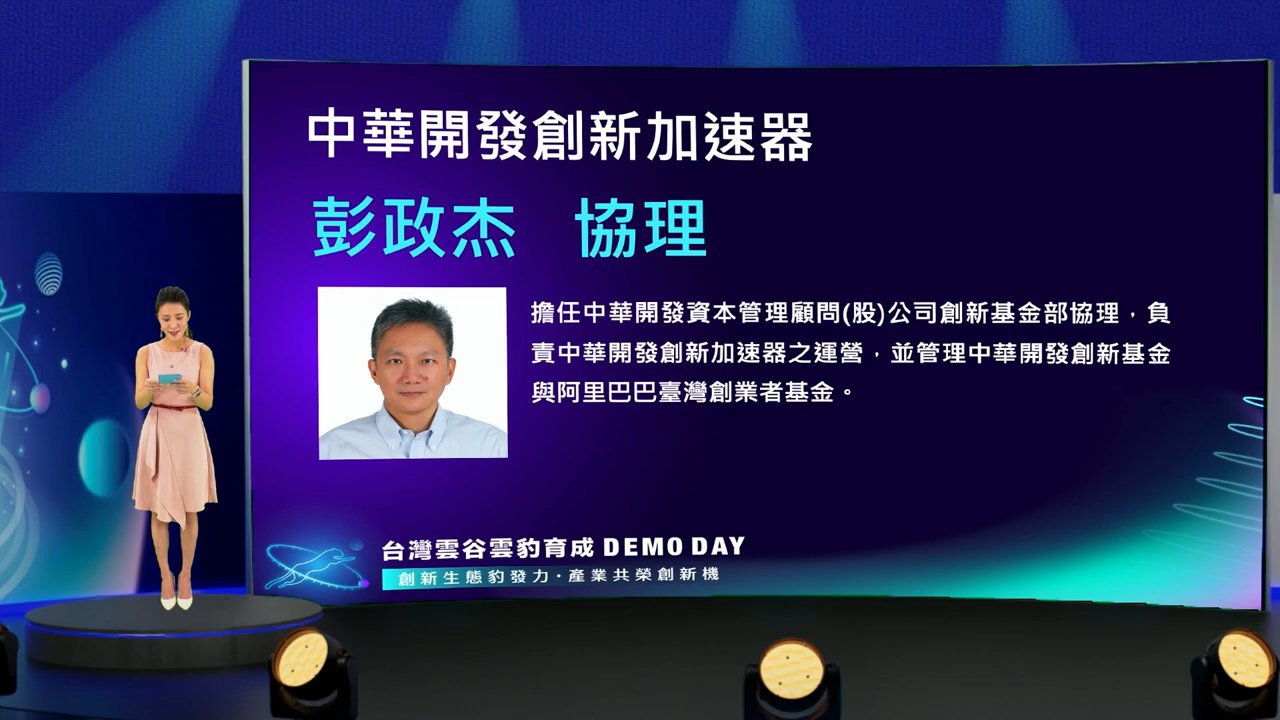 中華開發創新加速器
彭政杰 協理
擔任中華開發資本管理顧問(股)公司創新基金部協理，負
責中華開發創新加速器之運營，並管理中華開發創新基金
與阿里巴巴臺灣創業者基金。
台灣雲谷雲豹育成 DEMO DAY
創新生態豹發力·產業共榮創新機